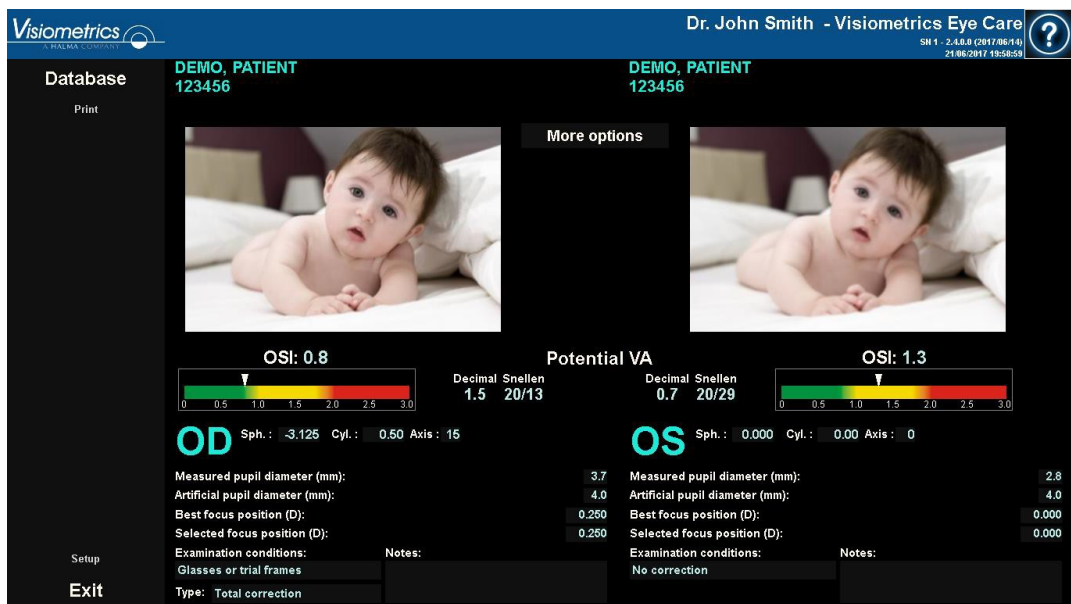 Visiometrics
A HALMA COMPANY
Dr. John Smith - Visiometrics Eye Care
SN 1 - 2.4.0.0 (2017/06/14)
21/06/2017 19:58:59
?
Database
Print
DEMO, PATIENT
123456
DEMO, PATIENT
123456
More options
OSI: 0.8
Potential VA
OSI: 1.3
Decimal Snellen
1.5 20/13
Decimal Snellen
0.7 20/29
0 0.5 1.0 1.5 2.0 2.5 3.0
0 0.5 1.0 1.5 2.0 2.5 3.0
OD Sph. : -3.125 Cyl. : 0.50 Axis : 15
OS Sph. : 0.000 Cyl. : 0.00 Axis : 0
Measured pupil diameter (mm): 3.7
Artificial pupil diameter (mm): 4.0
Best focus position (D): 0.250
Selected focus position (D): 0.250
Examination conditions: Notes:
Glasses or trial frames
Type: Total correction
Measured pupil diameter (mm): 2.8
Artificial pupil diameter (mm): 4.0
Best focus position (D): 0.000
Selected focus position (D): 0.000
Examination conditions: Notes:
No correction
Setup
Exit